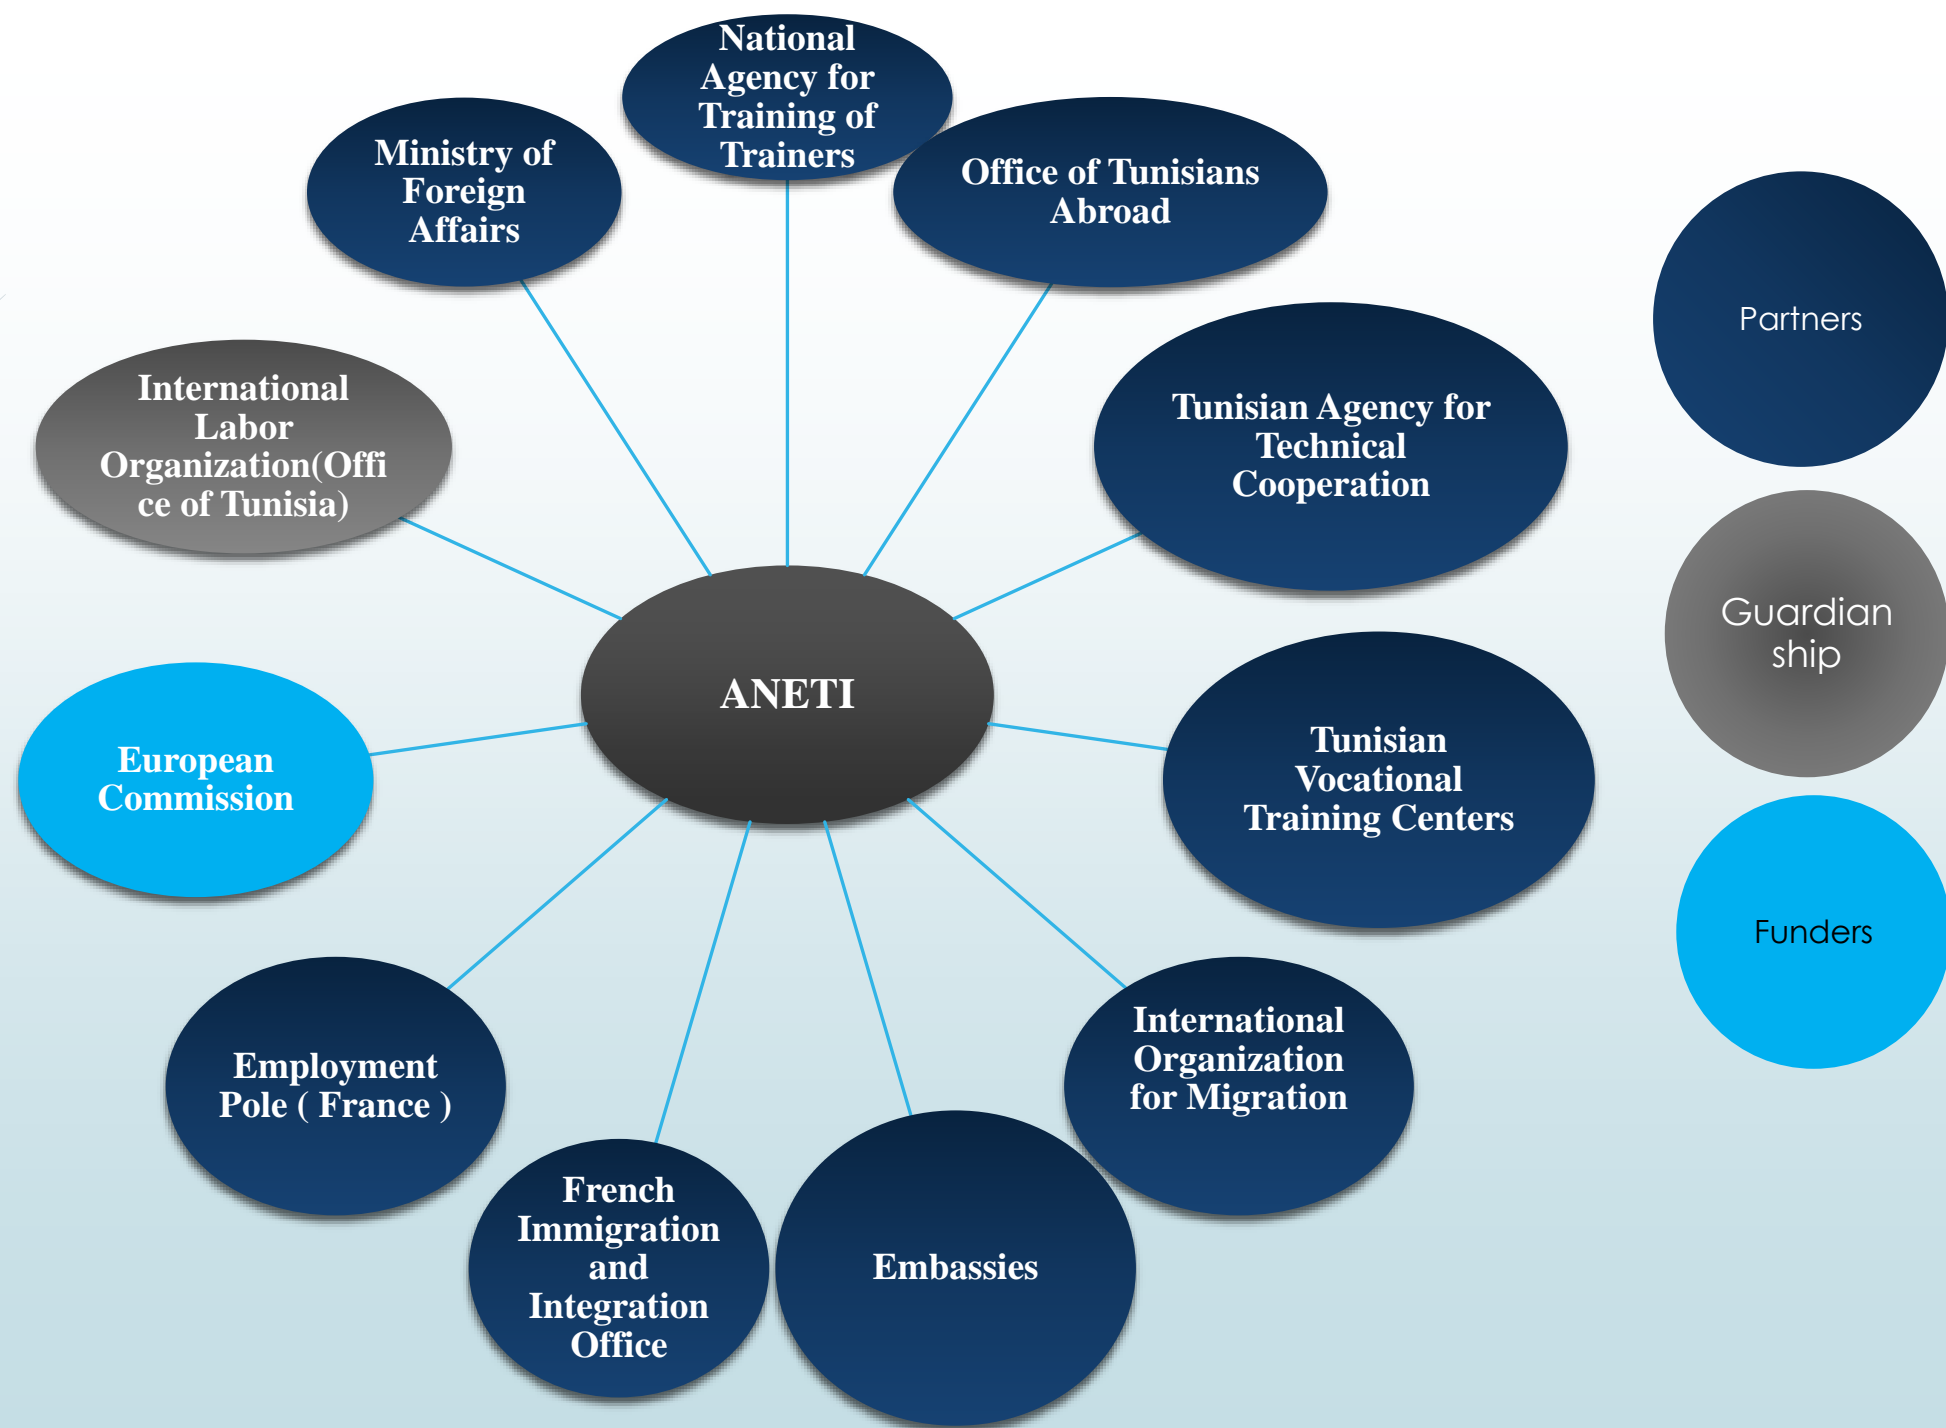 National
Agency for
Training of
Trainers
Ministry of
Foreign
Affairs
Office of Tunisians
Abroad
International
Labor
Organization(Offi
ce of Tunisia)
Tunisian Agency for
Technical
Cooperation
ANETI
European
Commission
Tunisian
Vocational
Training Centers
Employment
Pole ( France )
International
Organization
for Migration
French
Immigration
and
Integration
Office
Embassies
Partners
Guardian
ship
Funders